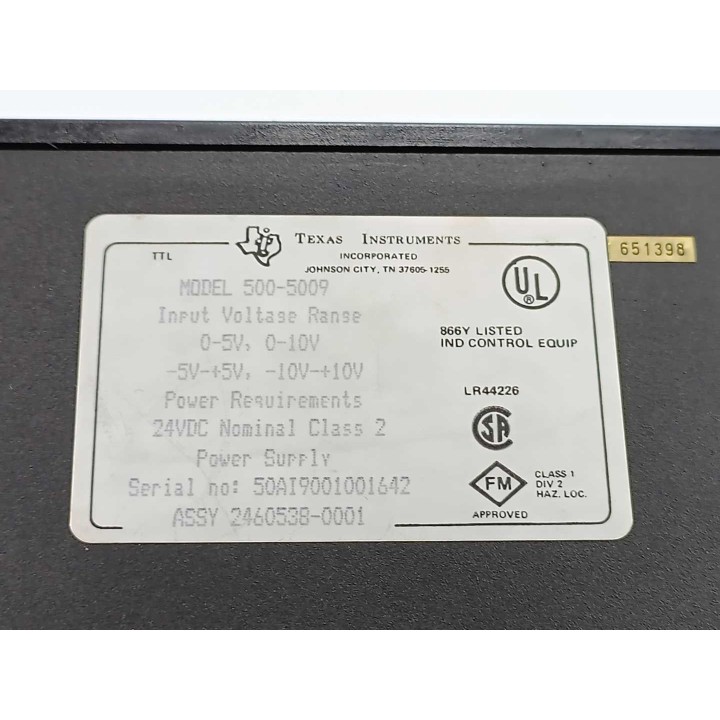 TTL
TEXAS INSTRUMENTS
INCORPORATED
JOHNSON CITY, TN 37605-1255
651398
MODEL 500-5009
Input Voltage Range
0-5V, 0-10V
-5V-+5V, -10V-+10V
Power Requirements
24VDC Nominal Class 2
Power Supply
Serial no: 50AI9001001642
ASSY 2460538-0001
UL
®
866Y LISTED
IND CONTROL EQUIP
LR44226
SA
FM
APPROVED
CLASS 1
DIV 2
HAZ. LOC.